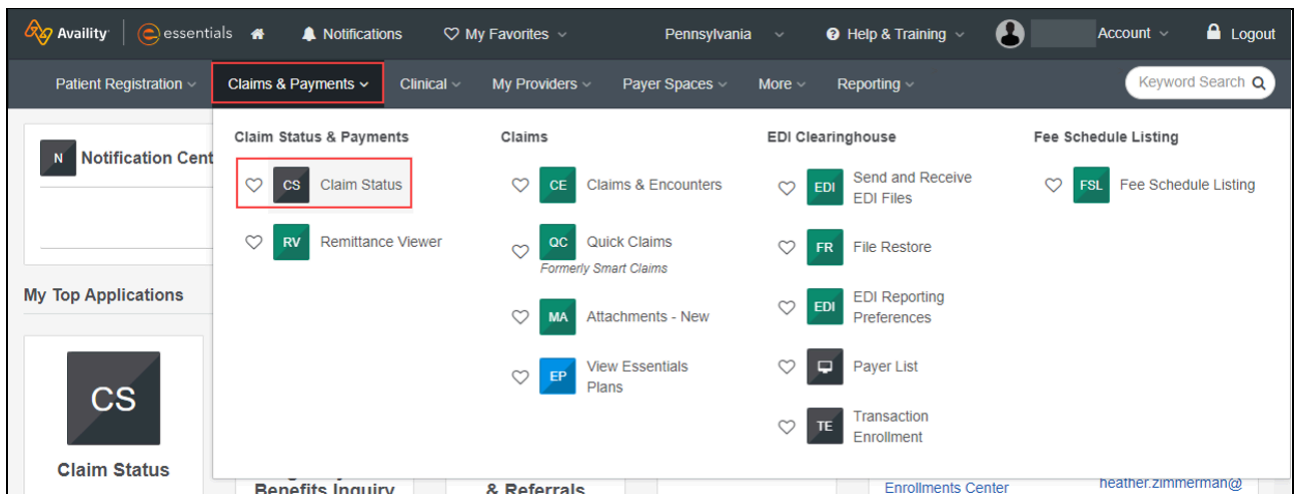 Availity essentials Notifications My Favorites Pennsylvania Help & Training Account Logout
Patient Registration Claims & Payments Clinical My Providers Payer Spaces More Reporting Keyword Search
N Notification Cent
Claim Status & Payments
CS Claim Status
RV Remittance Viewer
Claims
CE Claims & Encounters
QC Quick Claims
Formerly Smart Claims
MA Attachments - New
EP View Essentials
Plans
EDI Clearinghouse
EDI Send and Receive
EDI Files
FR File Restore
EDI EDI Reporting
Preferences
Payer List
TE Transaction
Enrollment
Fee Schedule Listing
FSL Fee Schedule Listing
My Top Applications
CS
Claim Status
Benefits Inquiry
& Referrals
Enrollments Center
heather.zimmerman@